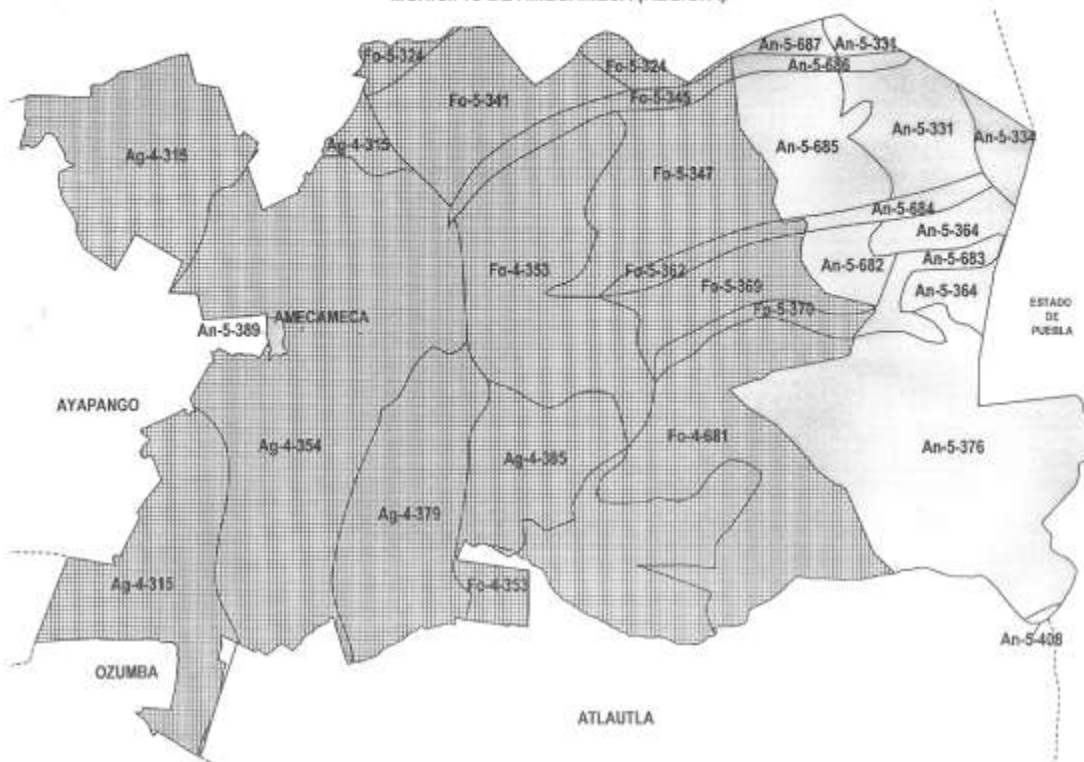 An-5-687
An-5-331
Fo-5-324
Fo-5-324
An-5-686
Fo-5-341
Fo-5-345
An-5-331
An-5-334
Ag-4-315
An-5-685
Fo-5-347
An-5-684
An-5-364
Fo-4-353
Fo-5-362
An-5-682
An-5-683
Fo-5-369
An-5-364
Fo-5-370
ESTADO
DE
PUEBLA
AMECAMECA
An-5-389
AYAPANGO
Ag-4-354
Fo-4-681
An-5-376
Ag-4-385
Ag-4-379
Ag-4-315
Fo-4-353
An-5-408
OZUMBA
ATLAUTLA